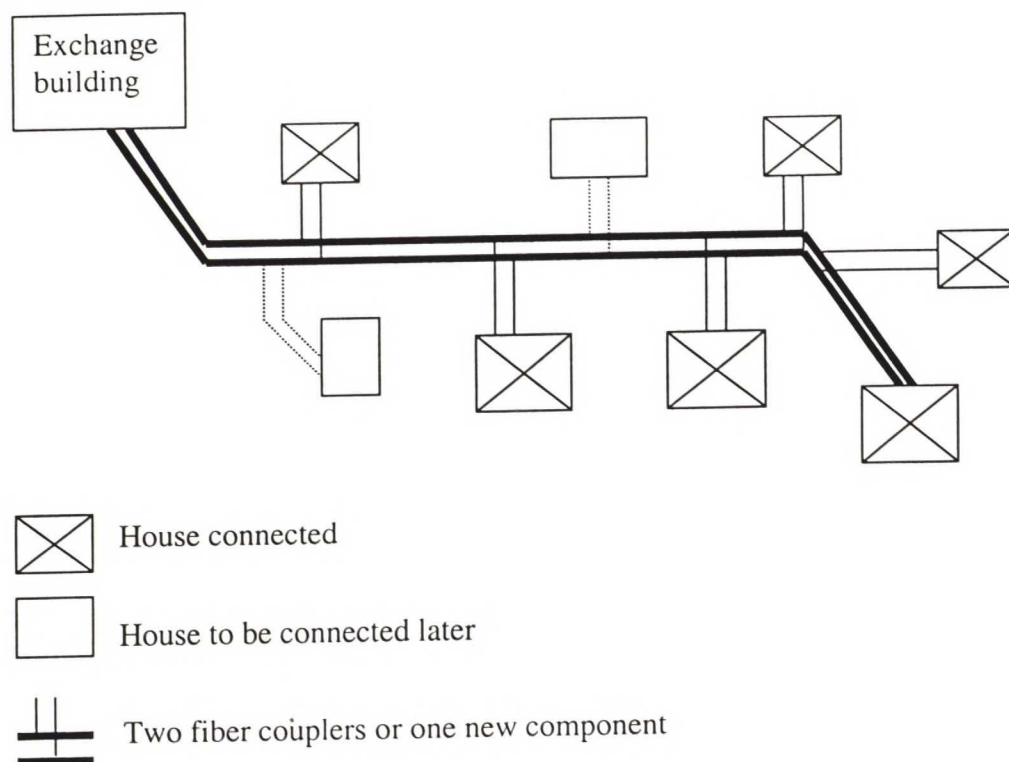 Exchange
building
House connected
House to be connected later
Two fiber couplers or one new component